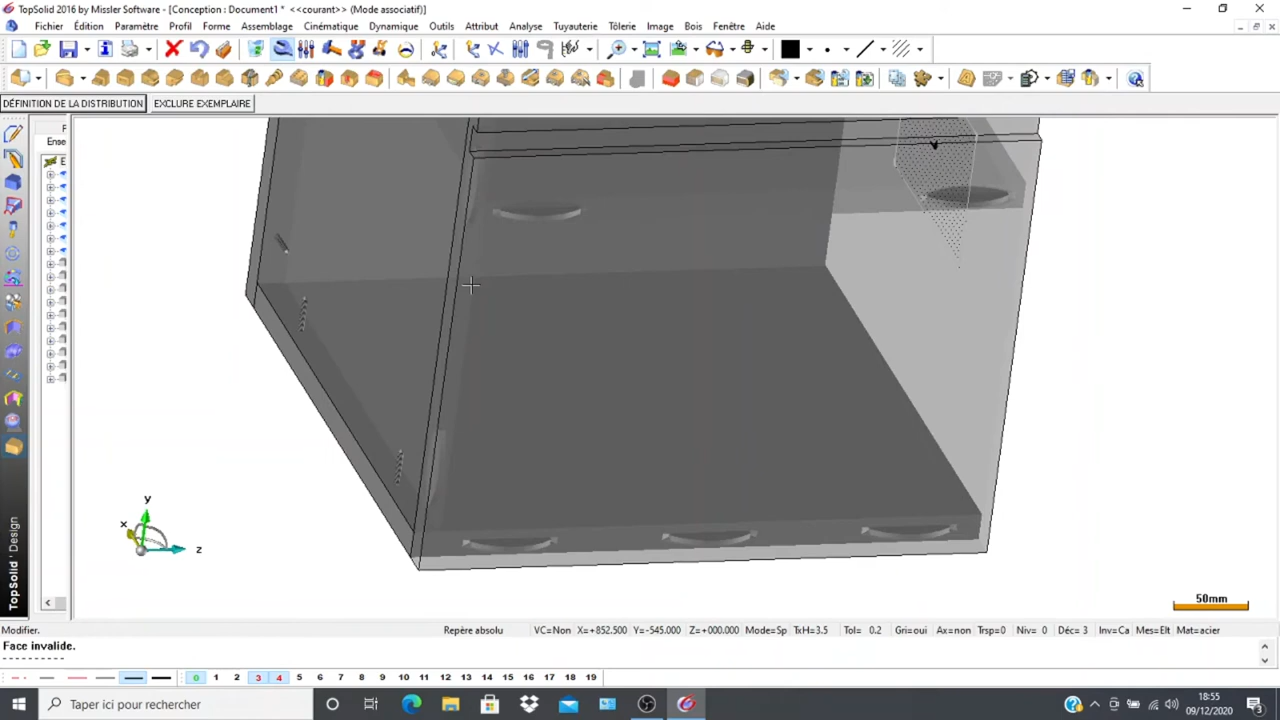 TopSolid 2016 by Missler Software - [Conception : Document1 * <<courant>> (Mode associatif)]
Fichier Édition Paramètre Profil Forme Assemblage Cinématique Dynamique Outils Attribut Analyse Tuyauterie Tôlerie Image Bois Fenêtre Aide
DÉFINITION DE LA DISTRIBUTION EXCLURE EXEMPLAIRE
Ense
E
TopSolid ' Design
y
x
z
50mm
Modifier. Repère absolu VC=Non X=+852.500 Y=-545.000 Z=+000.000 Mode=Sp TxH=3.5 Tol= 0.2 Gri=oui Ax=non Trsp=0 Niv= 0 Déc= 3 Inv=Ca Mes=Elt Mat=acier
Face invalide.
0 1 2 3 4 5 6 7 8 9 10 11 12 13 14 15 16 17 18 19
Taper ici pour rechercher
18:55
09/12/2020
3